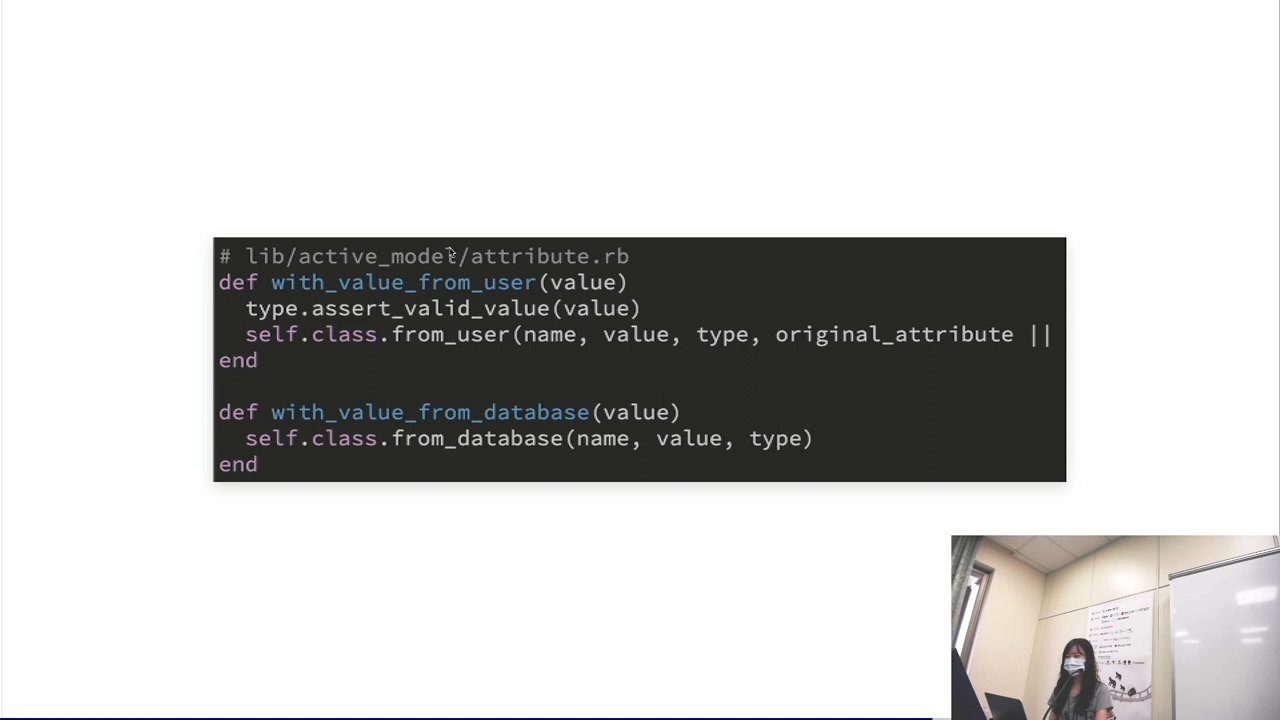 # lib/active_model/attribute.rb
def with_value_from_user(value)
  type.assert_valid_value(value)
  self.class.from_user(name, value, type, original_attribute ||
end

def with_value_from_database(value)
  self.class.from_database(name, value, type)
end